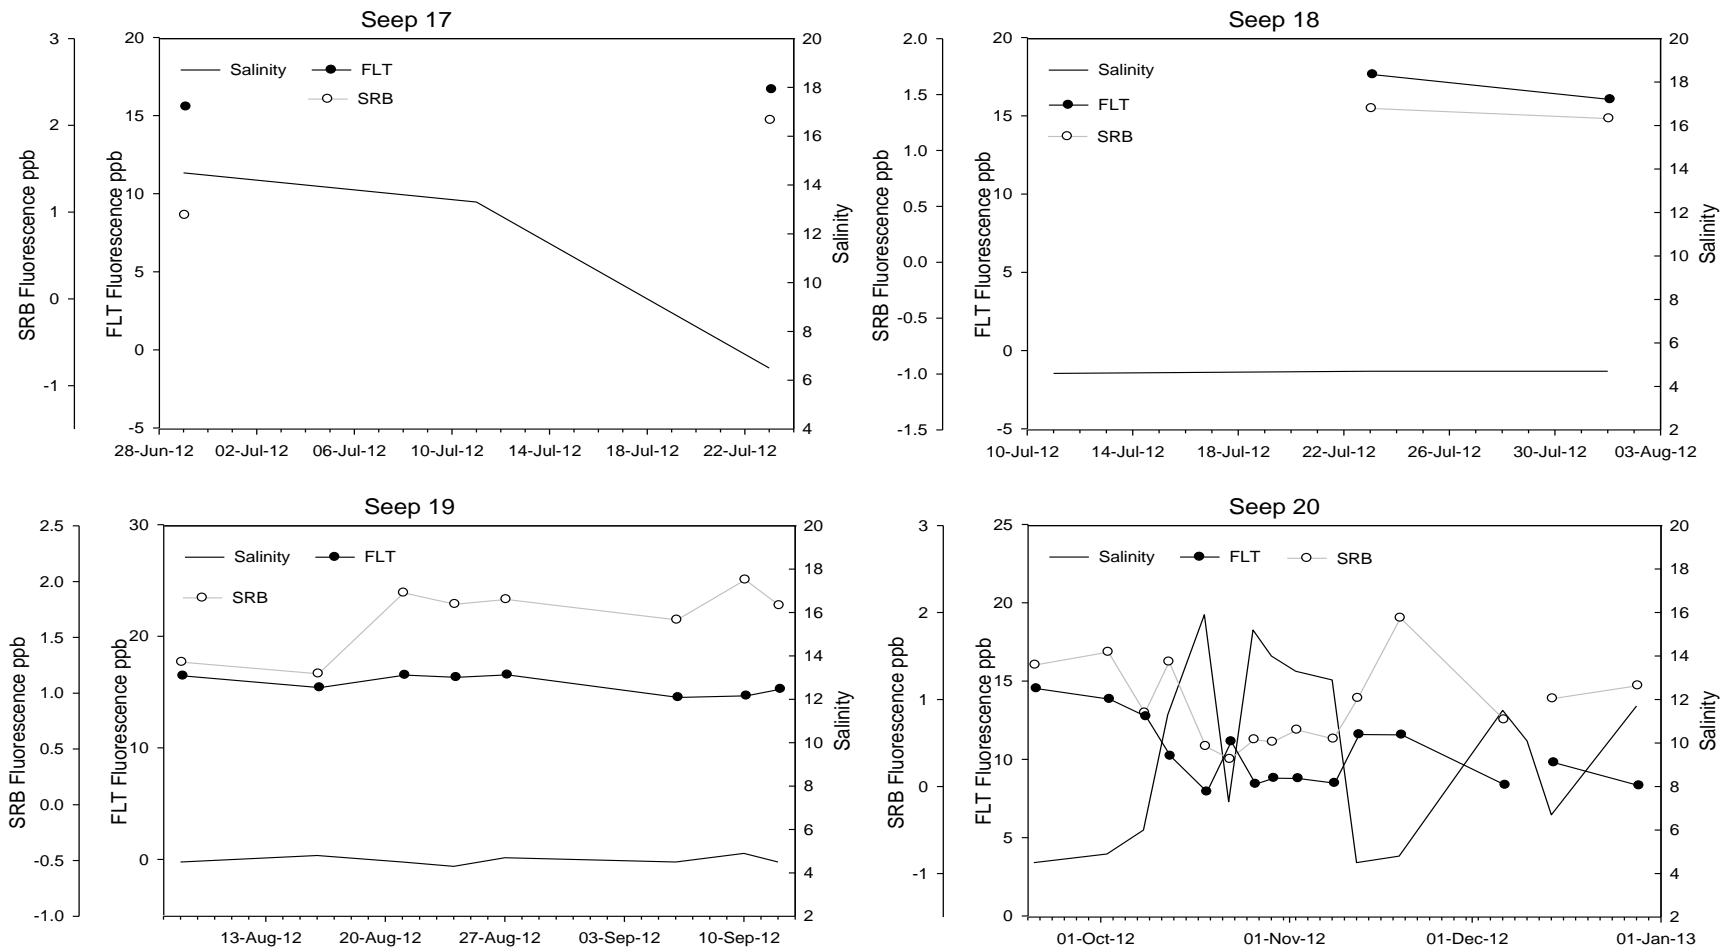 Seep 17
3
2
1
0
-1
SRB Fluorescence ppb
20
15
10
5
0
-5
FLT Fluorescence ppb
Salinity
FLT
SRB
20
18
16
14
12
10
8
6
4
Salinity
28-Jun-12 02-Jul-12 06-Jul-12 10-Jul-12 14-Jul-12 18-Jul-12 22-Jul-12
Seep 18
2.0
1.5
1.0
0.5
0.0
-0.5
-1.0
-1.5
SRB Fluorescence ppb
20
15
10
5
0
-5
FLT Fluorescence ppb
Salinity
FLT
SRB
20
18
16
14
12
10
8
6
4
2
Salinity
10-Jul-12 14-Jul-12 18-Jul-12 22-Jul-12 26-Jul-12 30-Jul-12 03-Aug-12
Seep 19
2.5
2.0
1.5
1.0
0.5
0.0
-0.5
-1.0
SRB Fluorescence ppb
30
20
10
0
FLT Fluorescence ppb
Salinity
FLT
SRB
20
18
16
14
12
10
8
6
4
2
Salinity
13-Aug-12 20-Aug-12 27-Aug-12 03-Sep-12 10-Sep-12
Seep 20
3
2
1
0
-1
SRB Fluorescence ppb
25
20
15
10
5
0
FLT Fluorescence ppb
Salinity
FLT
SRB
20
18
16
14
12
10
8
6
4
2
Salinity
01-Oct-12 01-Nov-12 01-Dec-12 01-Jan-13